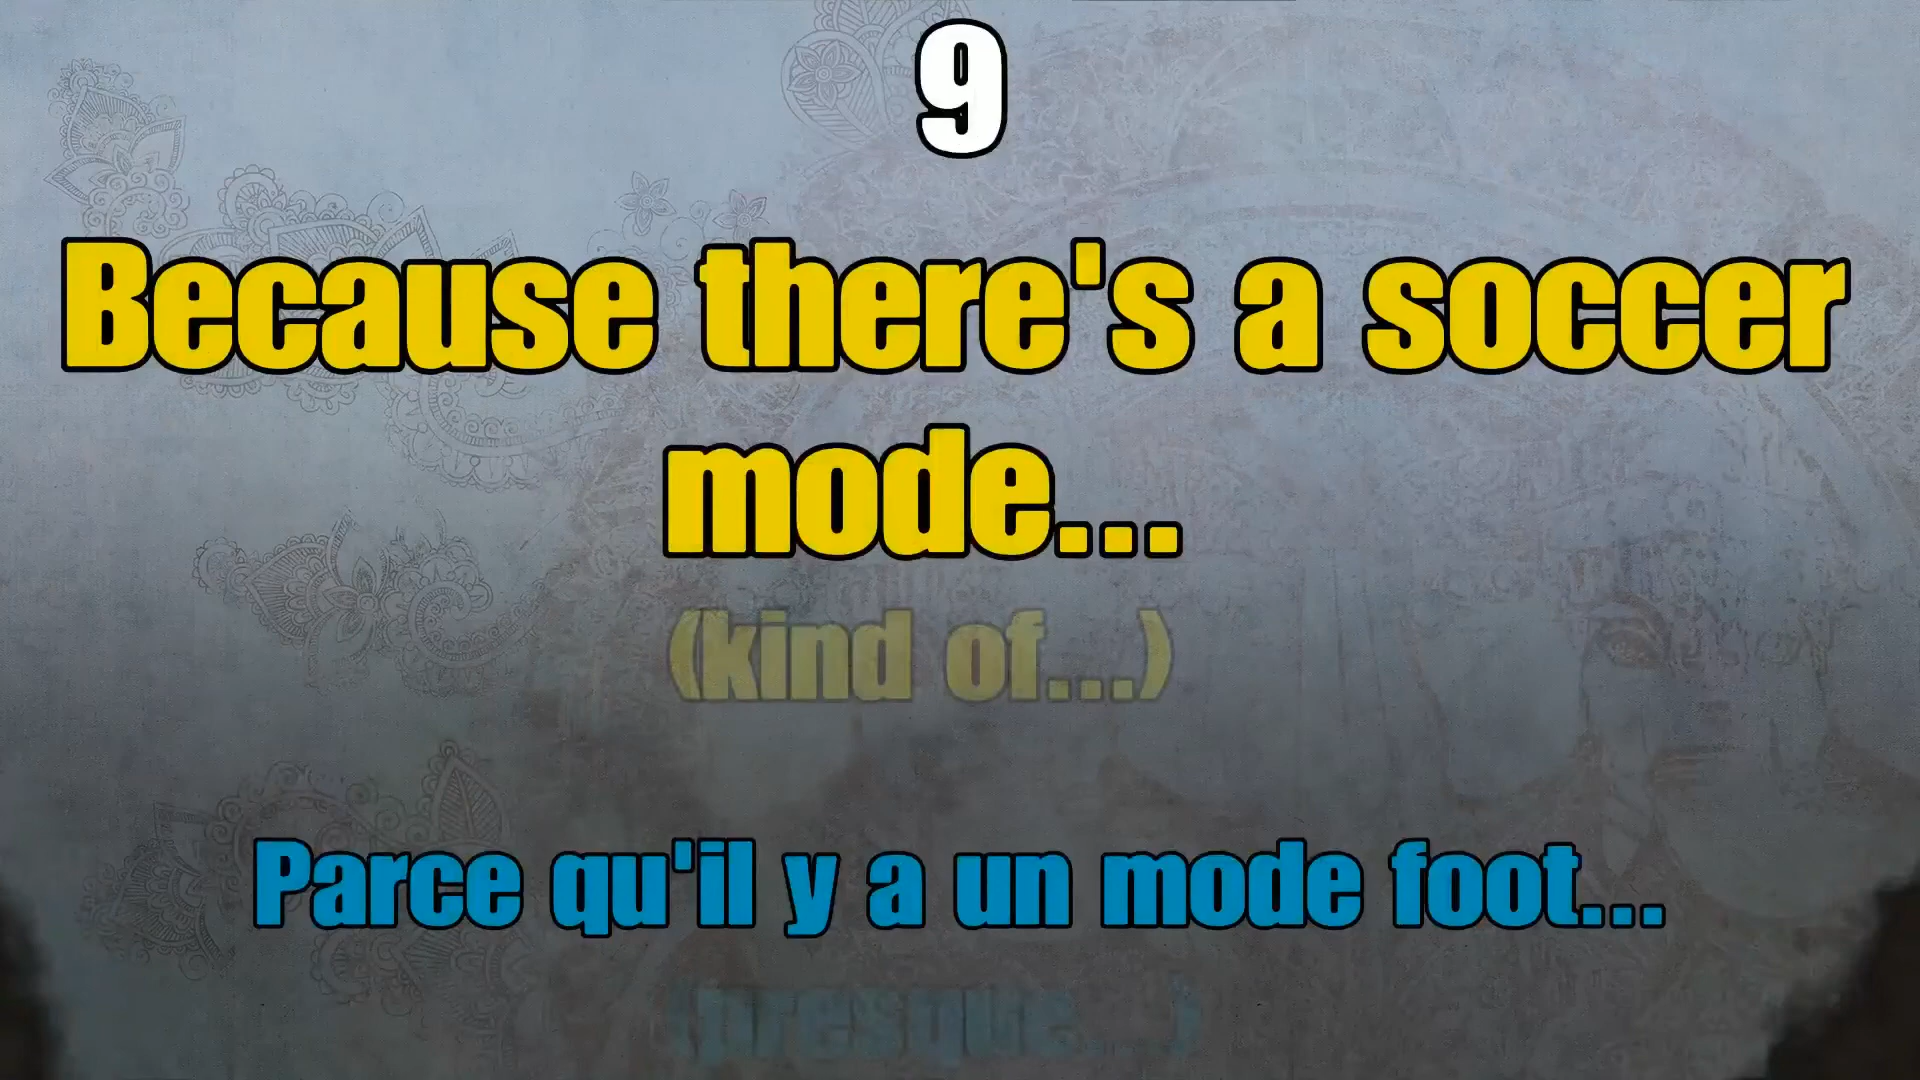 9
Because there's a soccer
mode...
(kind of...)
Parce qu'il y a un mode foot...
(presque...)